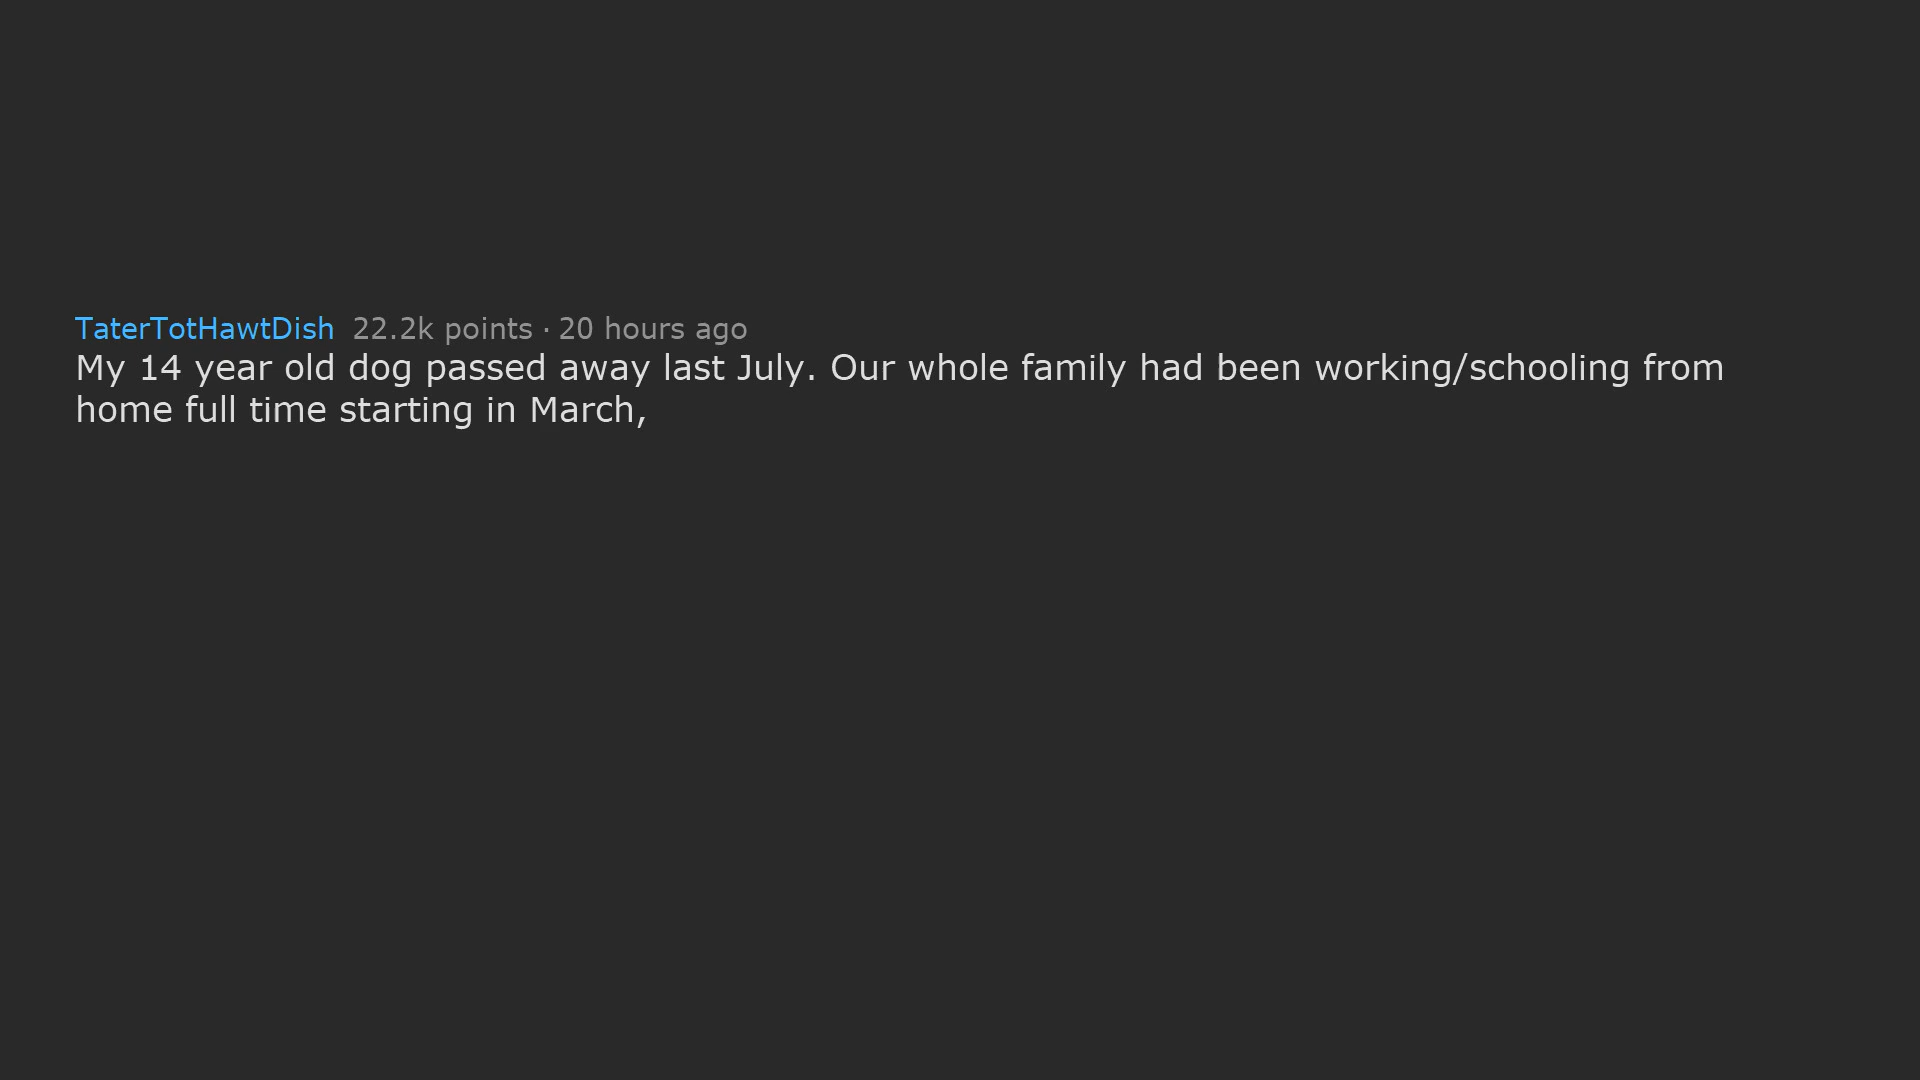 TaterTotHawtDish 22.2k points · 20 hours ago
My 14 year old dog passed away last July. Our whole family had been working/schooling from
home full time starting in March,